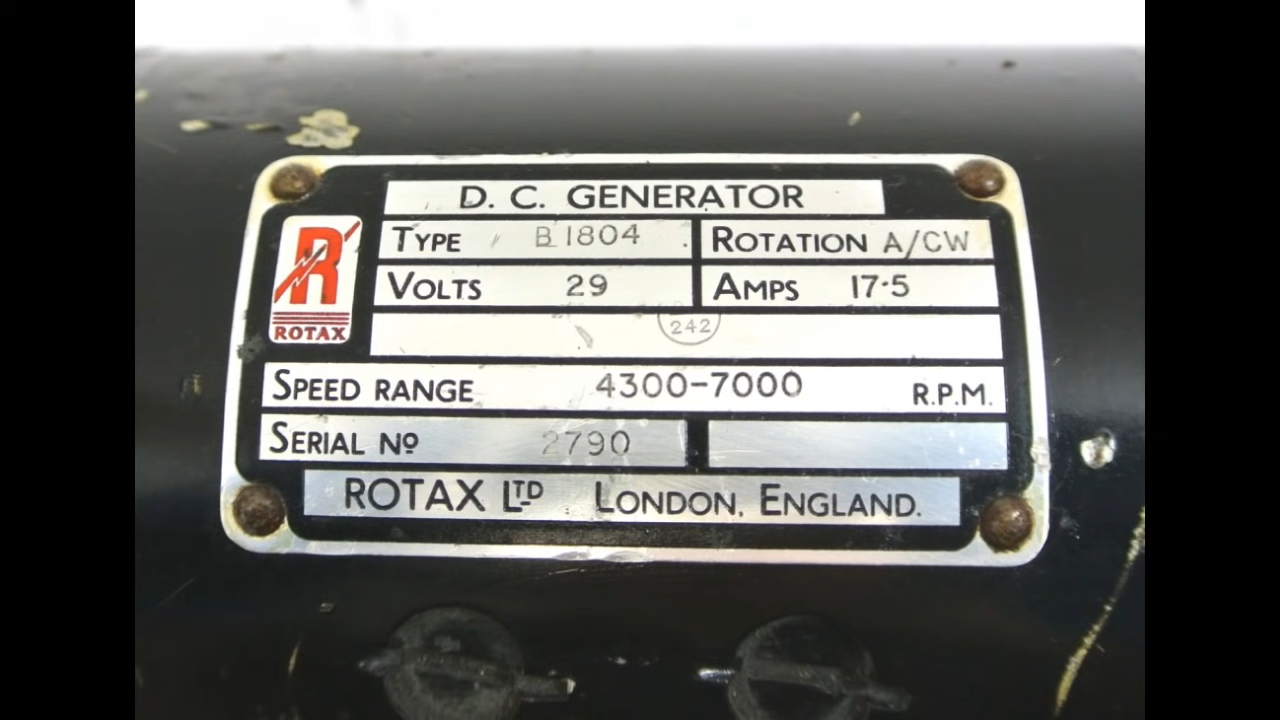 D. C. GENERATOR
TYPE B1804 ROTATION A/CW
R
ROTAX
VOLTS 29 AMPS 17·5
242
SPEED RANGE 4300-7000 R.P.M.
SERIAL Nº 2790
ROTAX LTD LONDON, ENGLAND.